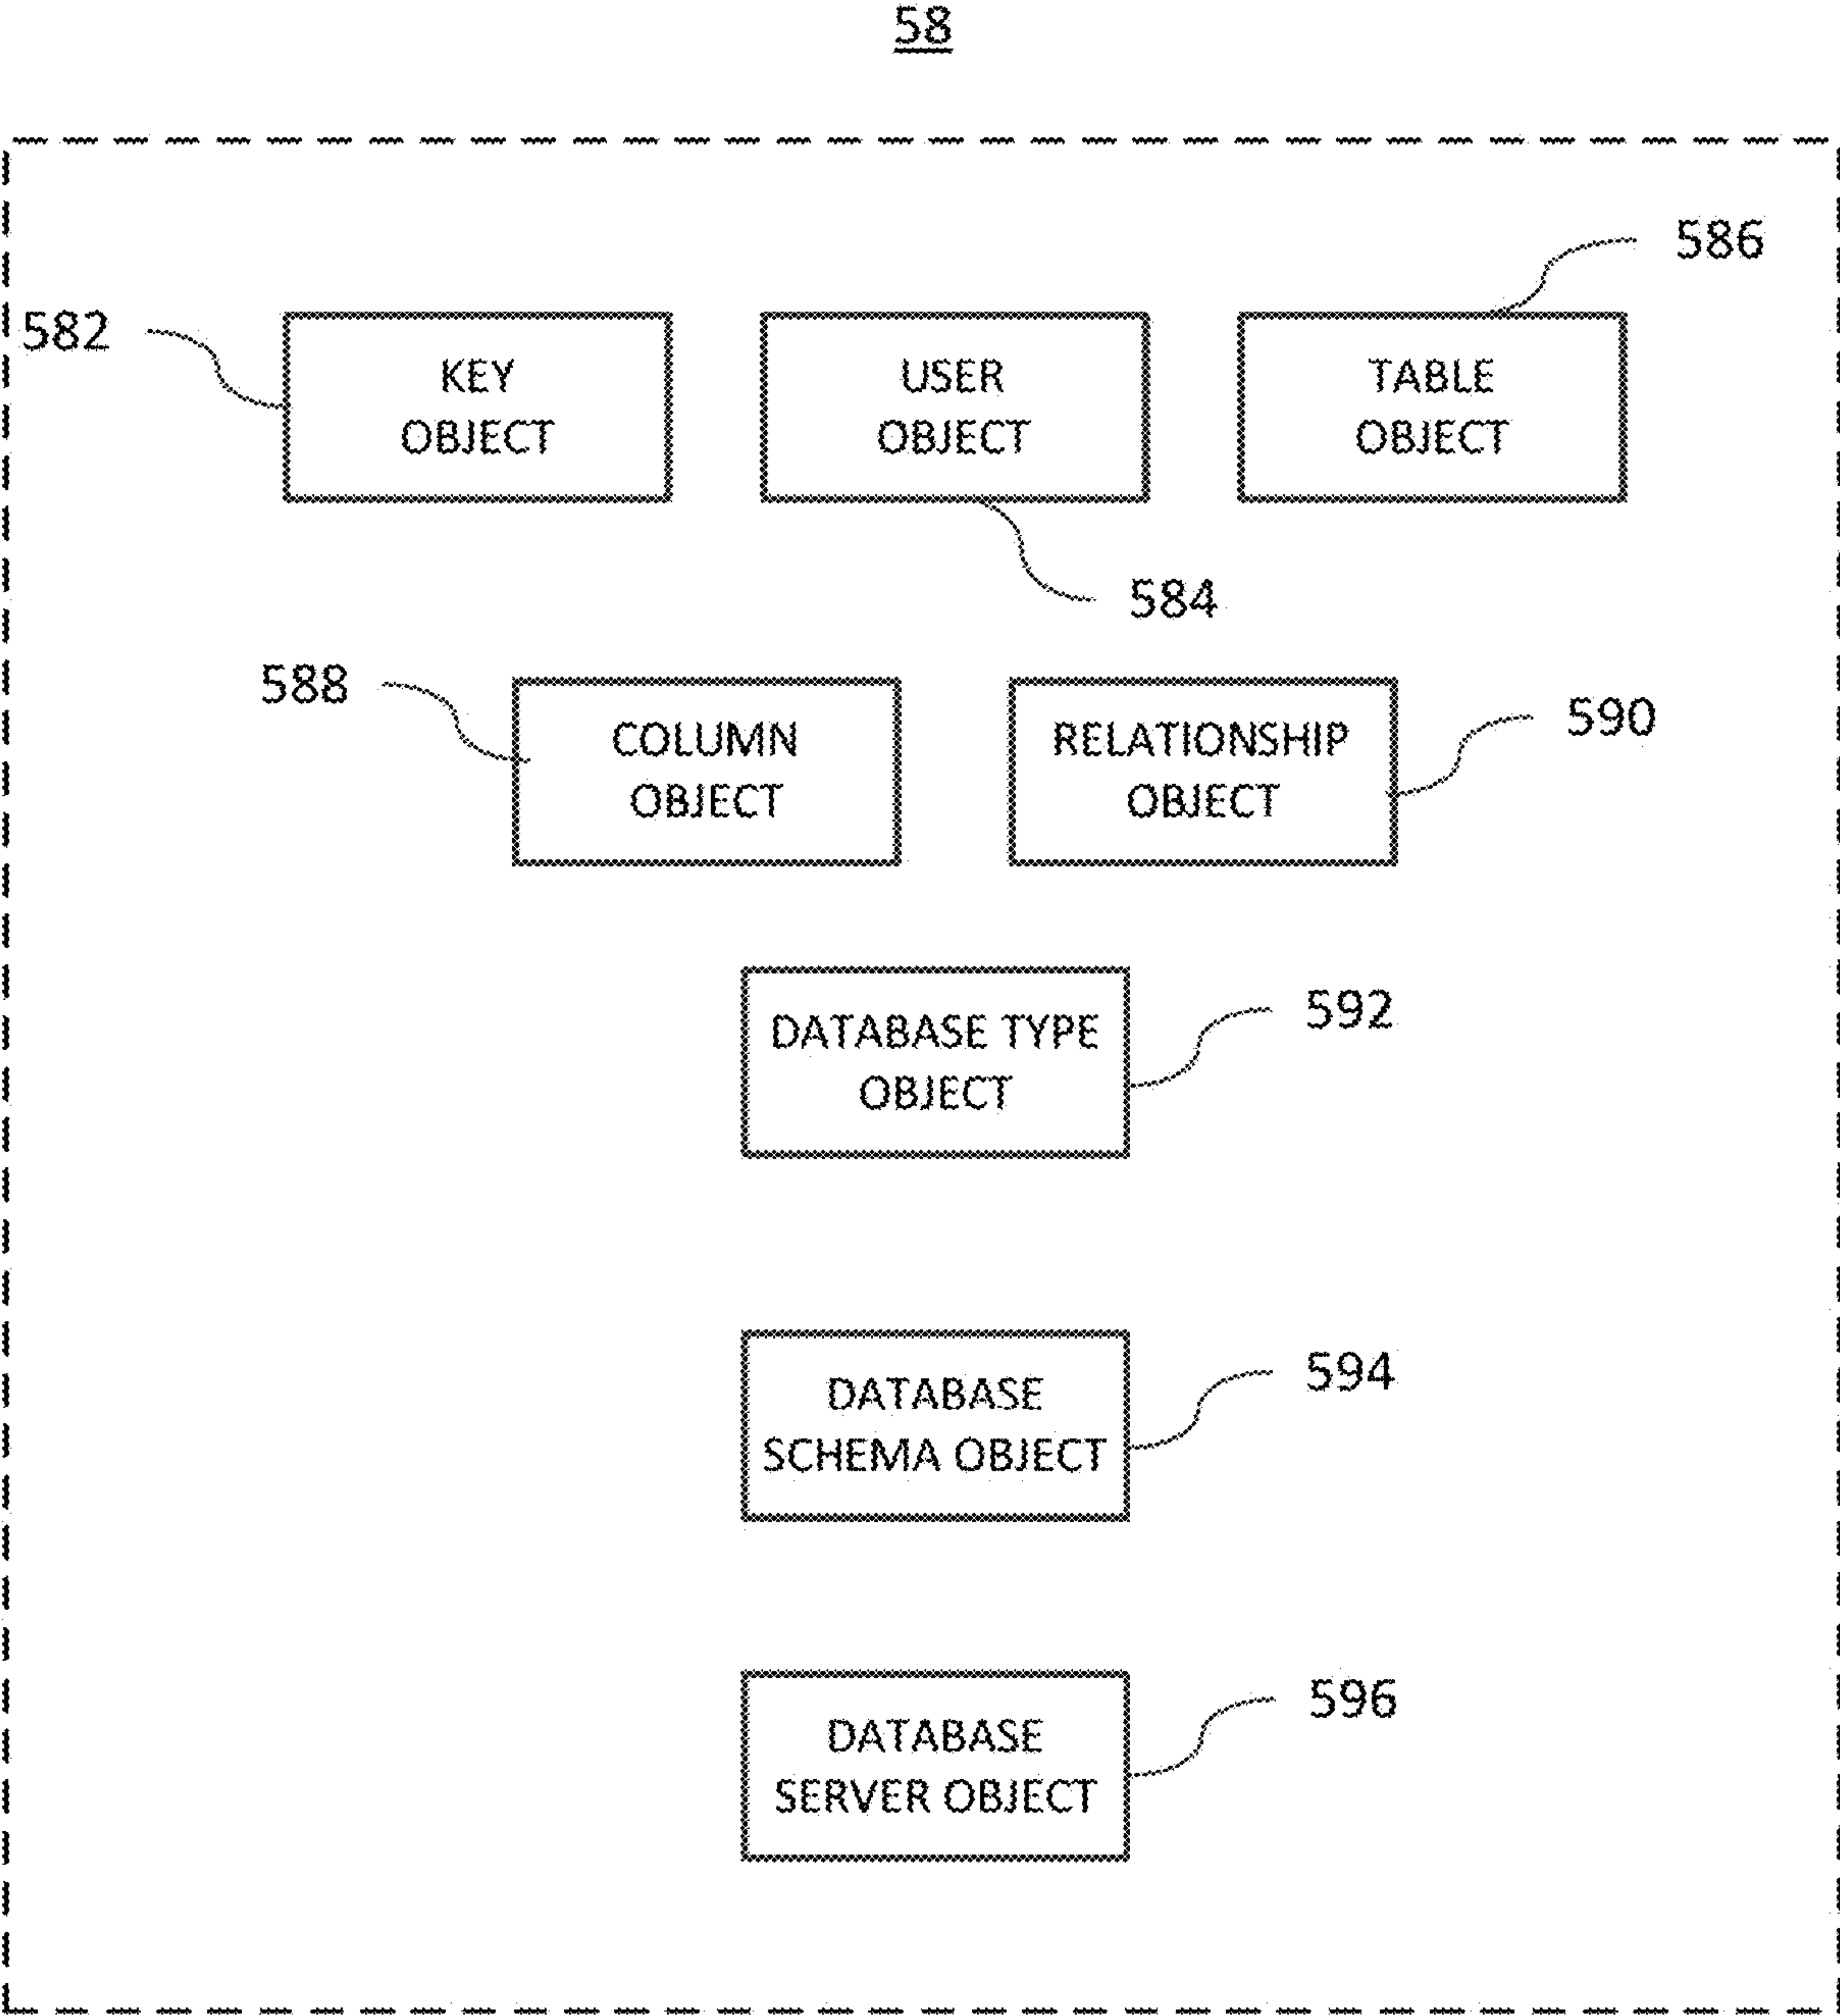 58
586
582
KEY
OBJECT
USER
OBJECT
TABLE
OBJECT
584
588
COLUMN
OBJECT
RELATIONSHIP
OBJECT
590
DATABASE TYPE
OBJECT
592
DATABASE
SCHEMA OBJECT
594
DATABASE
SERVER OBJECT
596